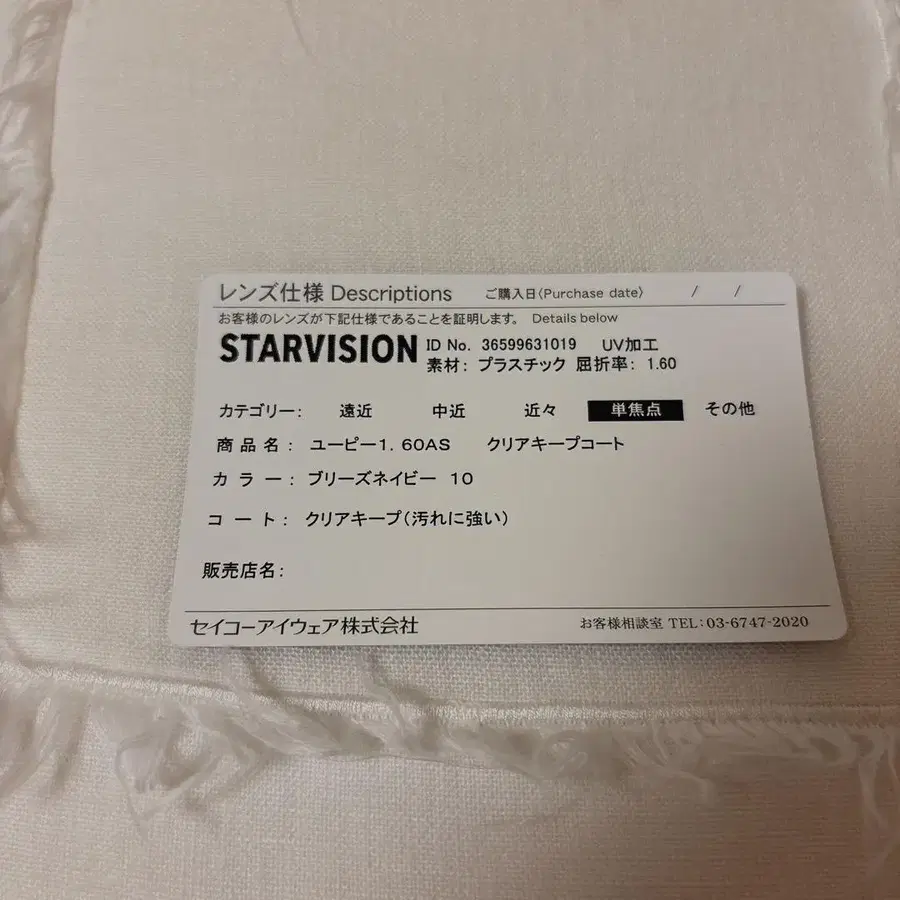 レンズ仕様 Descriptions ご購入日(Purchase date) / /
お客様のレンズが下記仕様であることを証明します。 Details below
STARVISION ID No. 36599631019 UV加工
素材: プラスチック 屈折率: 1.60
カテゴリー: 遠近 中近 近々 単焦点 その他
商品名: ユーピー1.60AS クリアキープコート
カラー: ブリーズネイビー 10
コート: クリアキープ(汚れに強い)
販売店名:
セイコーアイウェア株式会社 お客様相談室 TEL:03-6747-2020